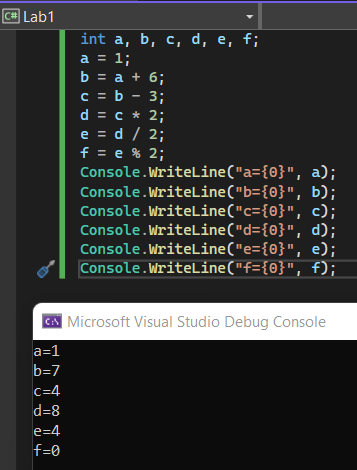 C# Lab1
int a, b, c, d, e, f;
a = 1;
b = a + 6;
c = b - 3;
d = c * 2;
e = d / 2;
f = e % 2;
Console.WriteLine("a={0}", a);
Console.WriteLine("b={0}", b);
Console.WriteLine("c={0}", c);
Console.WriteLine("d={0}", d);
Console.WriteLine("e={0}", e);
Console.WriteLine("f={0}", f);
C:\ Microsoft Visual Studio Debug Console
a=1
b=7
c=4
d=8
e=4
f=0